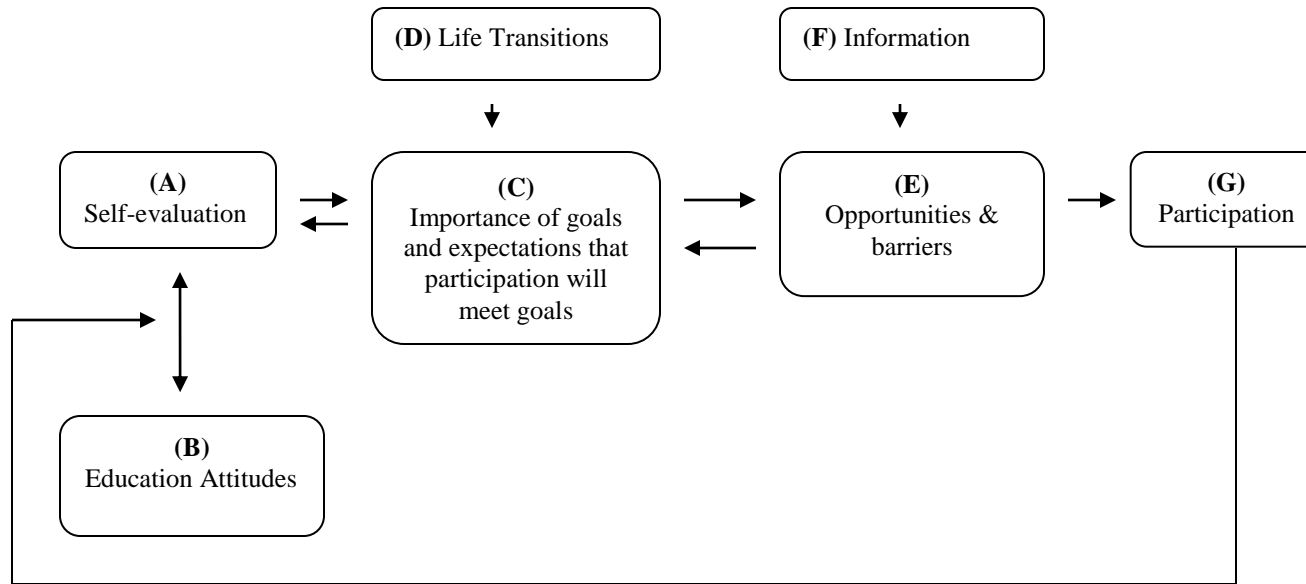 (D) Life Transitions
(F) Information
(A)
Self-evaluation
(C)
Importance of goals
and expectations that
participation will
meet goals
(E)
Opportunities &
barriers
(G)
Participation
(B)
Education Attitudes